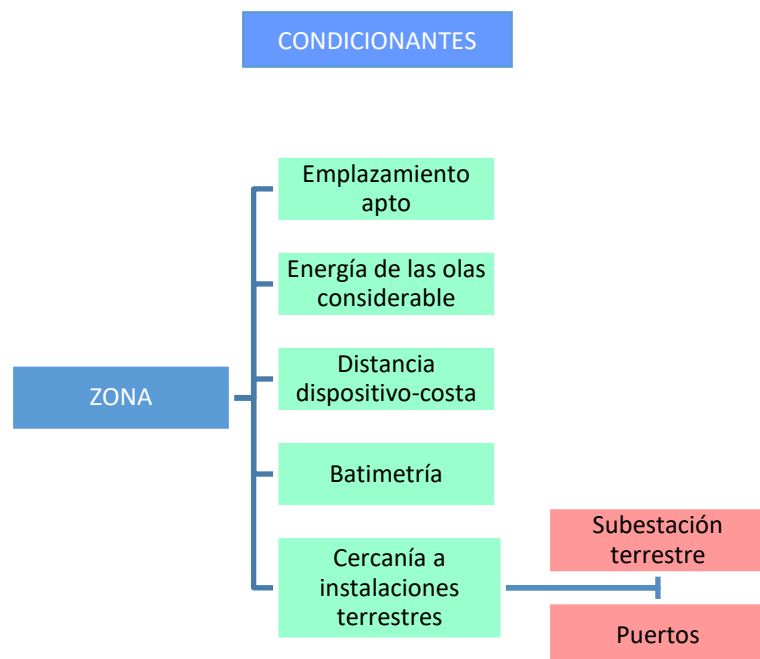 CONDICIONANTES
Emplazamiento
apto
Energía de las olas
considerable
Distancia
dispositivo-costa
ZONA
Batimetría
Cercanía a
instalaciones
terrestres
Subestación
terrestre
Puertos